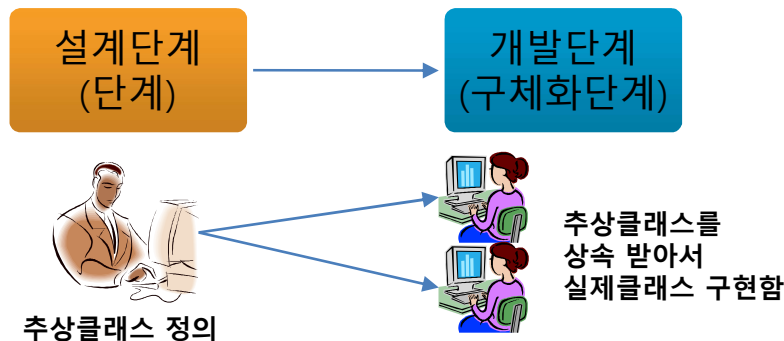 설계단계
(단계)
개발단계
(구체화단계)
추상클래스 정의
추상클래스를
상속 받아서
실제클래스 구현함